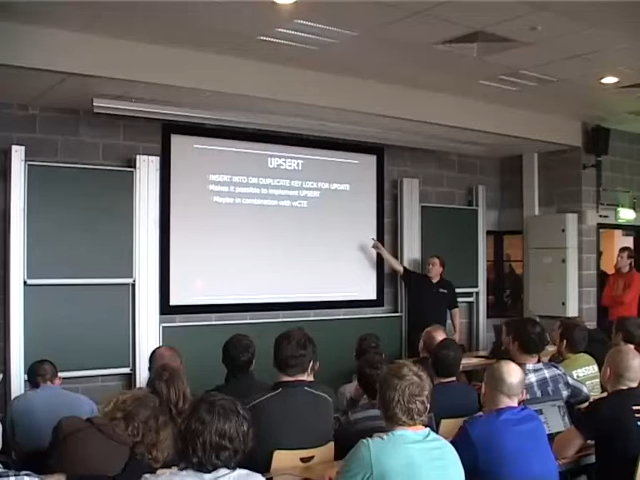 UPSERT
INSERT INTO ON DUPLICATE KEY LOCK FOR UPDATE
Makes it possible to implement UPSERT
Maybe in combination with wCTE